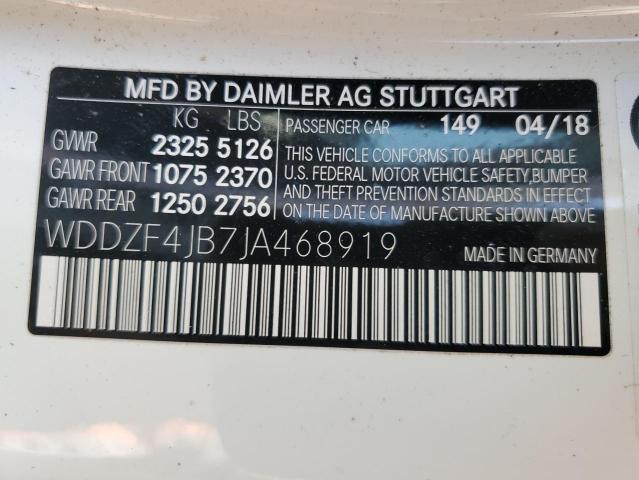 MFD BY DAIMLER AG STUTTGART
KG LBS
GVWR 2325 5126
GAWR FRONT 1075 2370
GAWR REAR 1250 2756
PASSENGER CAR 149 04/18
THIS VEHICLE CONFORMS TO ALL APPLICABLE
U.S. FEDERAL MOTOR VEHICLE SAFETY,BUMPER
AND THEFT PREVENTION STANDARDS IN EFFECT
ON THE DATE OF MANUFACTURE SHOWN ABOVE
WDDZF4JB7JA468919
MADE IN GERMANY